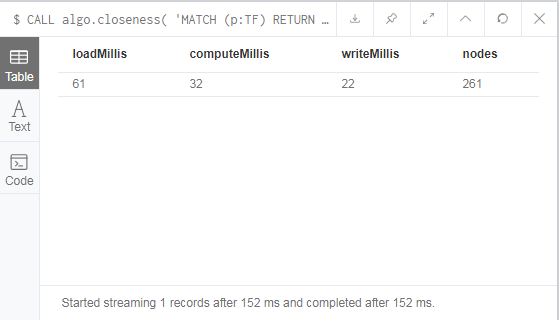 $ CALL algo.closeness( 'MATCH (p:TF) RETURN …
Table
Text
Code
loadMillis computeMillis writeMillis nodes
61 32 22 261
Started streaming 1 records after 152 ms and completed after 152 ms.